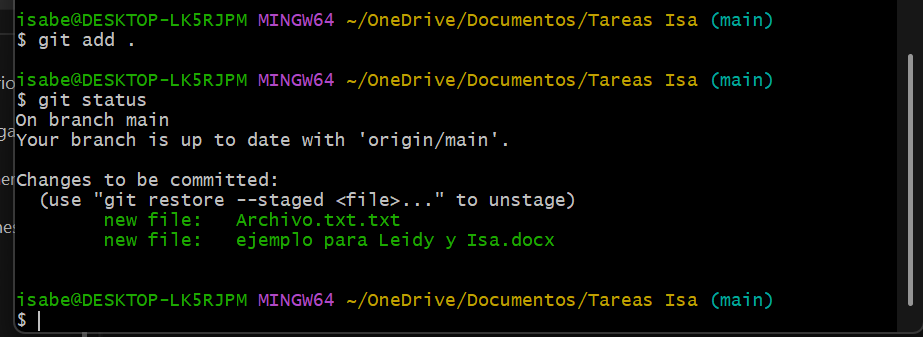 isabe@DESKTOP-LK5RJPM MINGW64 ~/OneDrive/Documentos/Tareas Isa (main)
$ git add .
isabe@DESKTOP-LK5RJPM MINGW64 ~/OneDrive/Documentos/Tareas Isa (main)
$ git status
On branch main
Your branch is up to date with 'origin/main'.
Changes to be committed:
  (use "git restore --staged <file>..." to unstage)
        new file:   Archivo.txt.txt
        new file:   ejemplo para Leidy y Isa.docx
isabe@DESKTOP-LK5RJPM MINGW64 ~/OneDrive/Documentos/Tareas Isa (main)
$